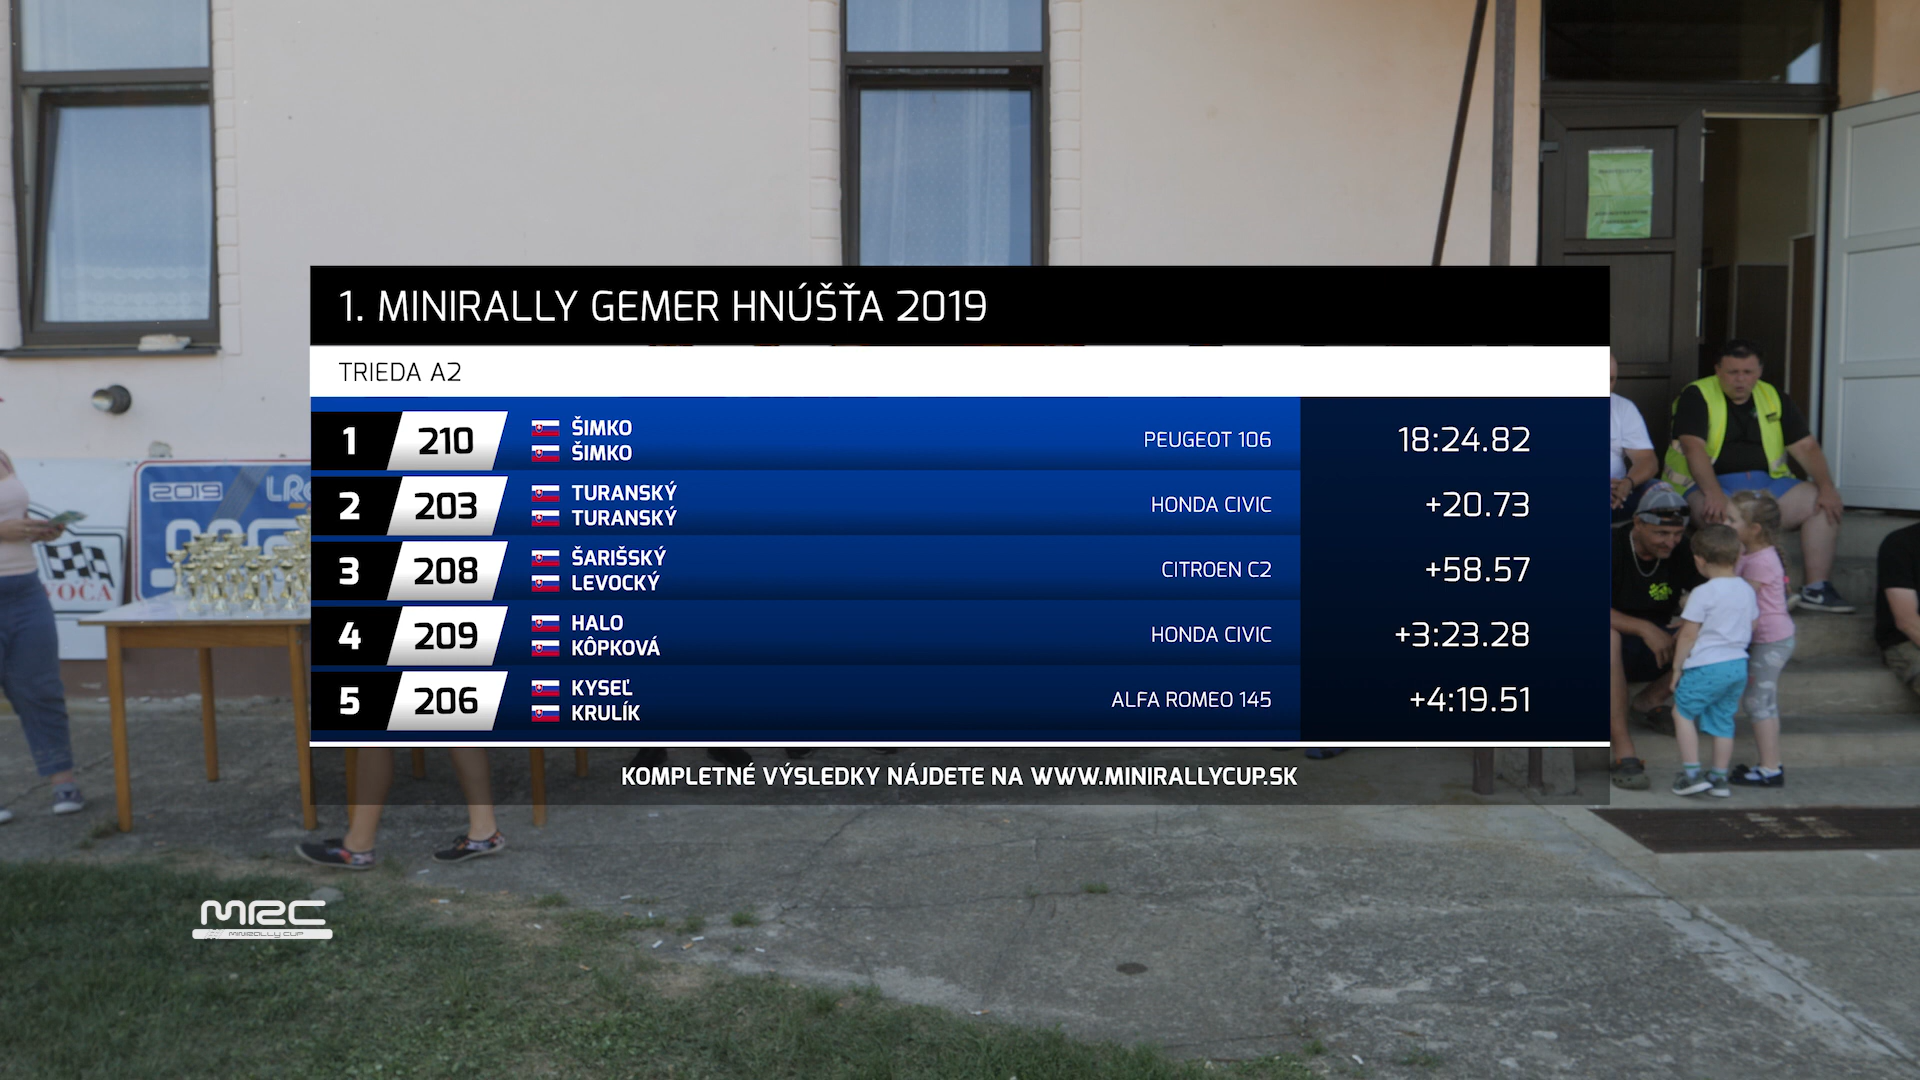 1. MINIRALLY GEMER HNÚŠŤA 2019
TRIEDA A2
1 210 ŠIMKO ŠIMKO PEUGEOT 106 18:24.82
2 203 TURANSKÝ TURANSKÝ HONDA CIVIC +20.73
3 208 ŠARIŠSKÝ LEVOCKÝ CITROEN C2 +58.57
4 209 HALO KÔPKOVÁ HONDA CIVIC +3:23.28
5 206 KYSEĽ KRULÍK ALFA ROMEO 145 +4:19.51
KOMPLETNÉ VÝSLEDKY NÁJDETE NA WWW.MINIRALLYCUP.SK
2019
VOCA
MRC
MINIRALLY CUP